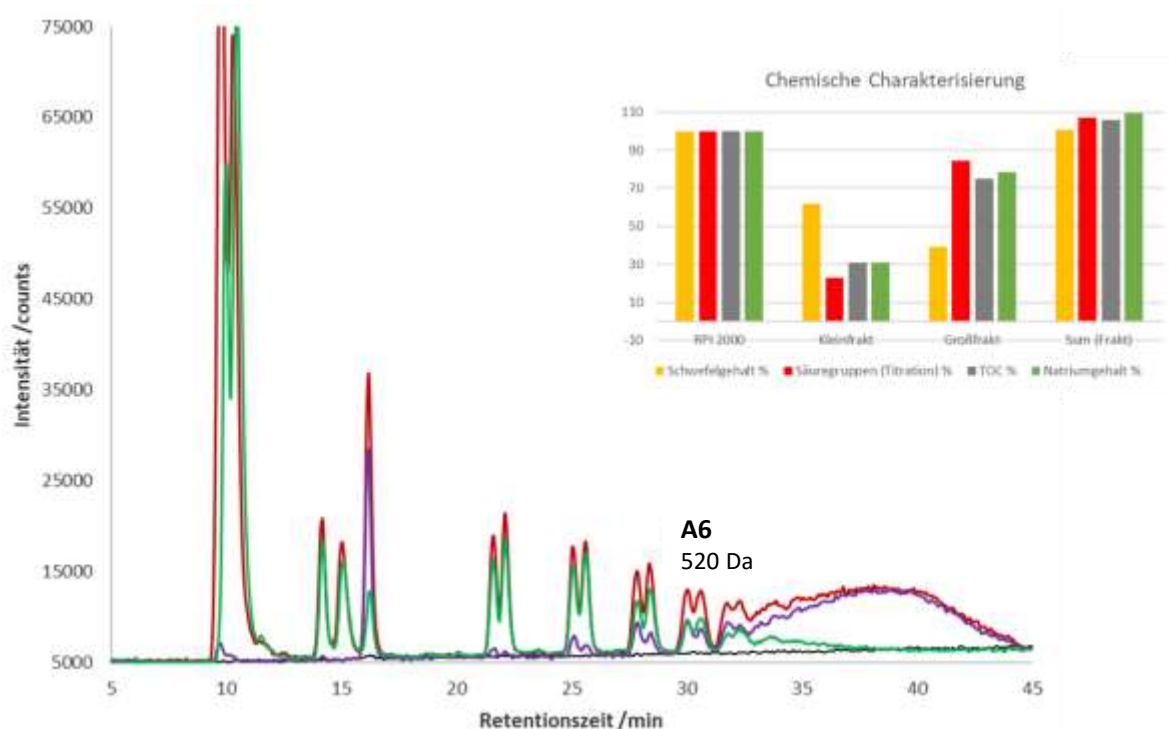 75000
65000
55000
45000
35000
25000
15000
5000
Intensität /counts
5
10
15
20
25
30
35
40
45
Retentionszeit /min
A6
520 Da
Chemische Charakterisierung
110
90
70
50
30
10
-10
RPI 2000
Kleinfrakt
Großfrakt
Sum (Frakt)
Schwefelgehalt %
Säuregruppen (Titration) %
TOC %
Natriumgehalt %